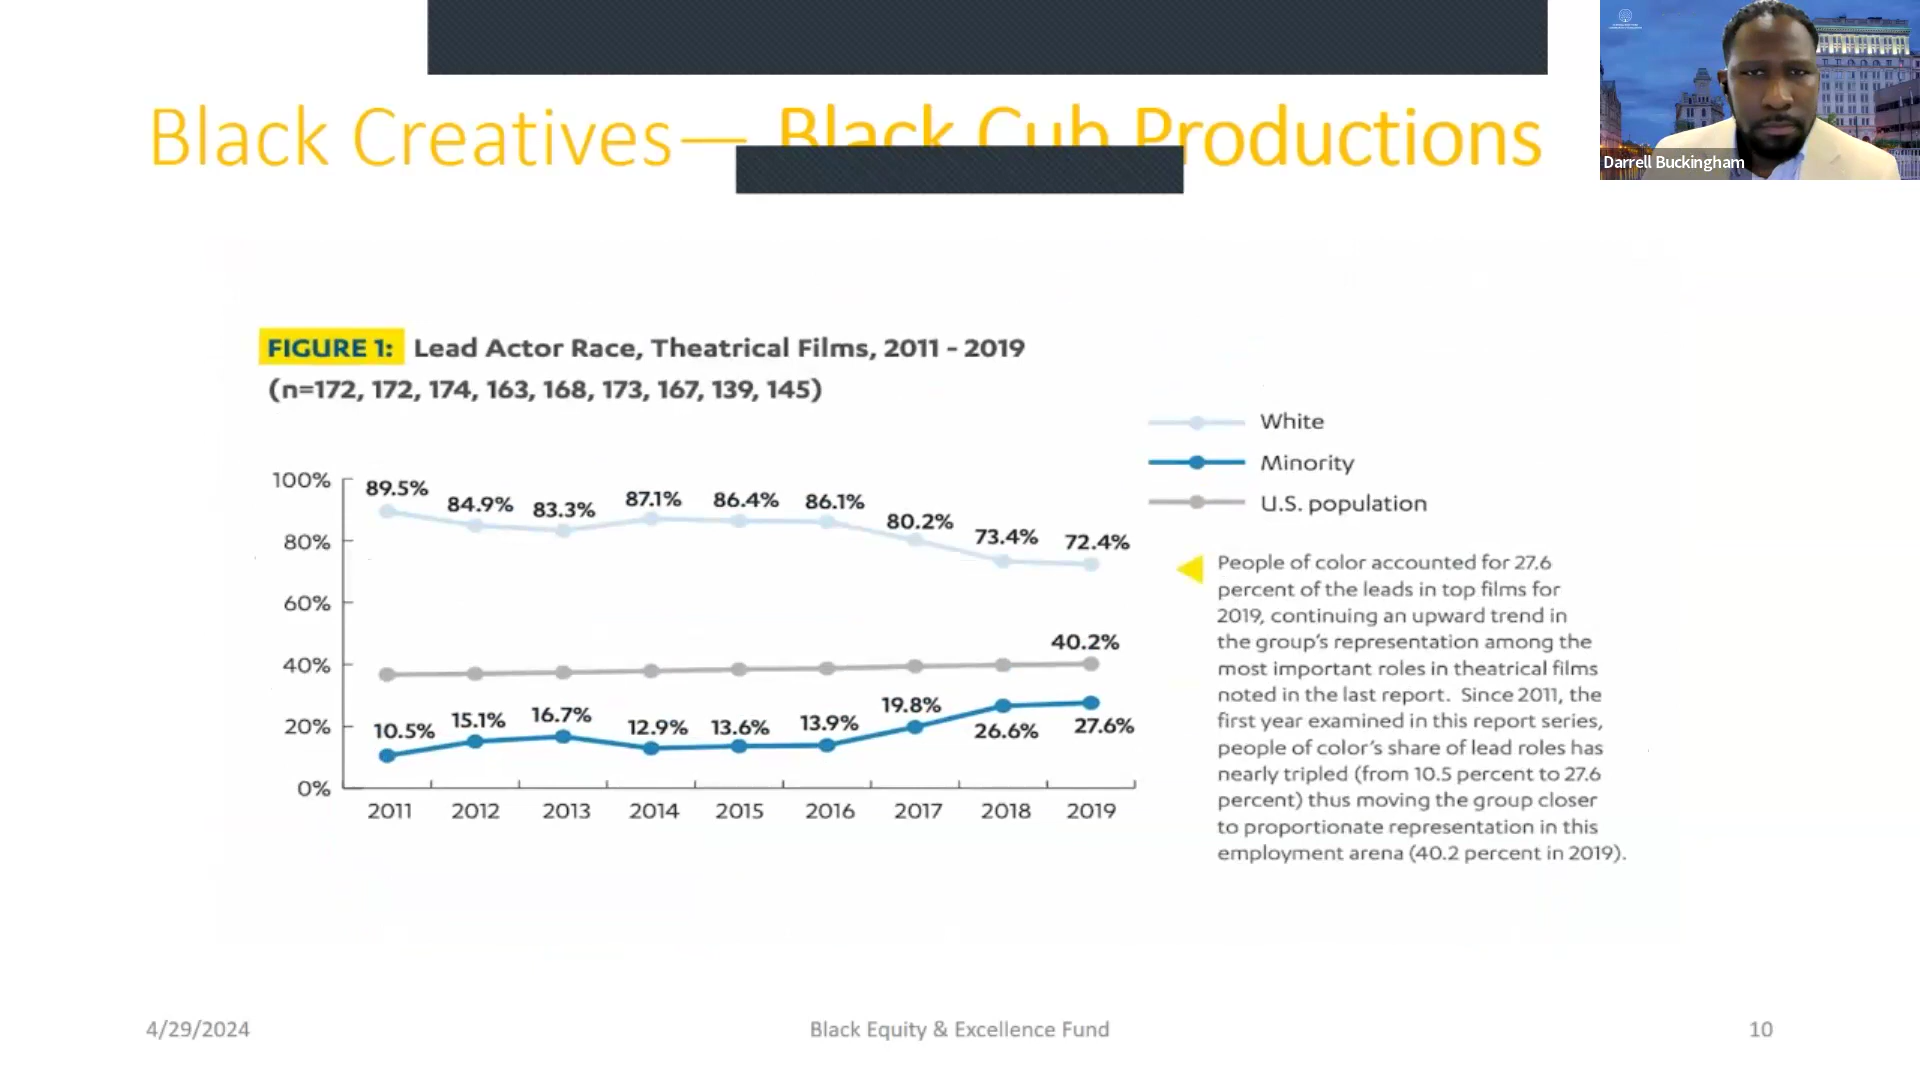 Black Creatives— Black Cub Productions
Darrell Buckingham
FIGURE 1: Lead Actor Race, Theatrical Films, 2011 - 2019
(n=172, 172, 174, 163, 168, 173, 167, 139, 145)
White
Minority
U.S. population
100%
80%
60%
40%
20%
0%
89.5%
84.9%
83.3%
87.1%
86.4%
86.1%
80.2%
73.4%
72.4%
40.2%
10.5%
15.1%
16.7%
12.9%
13.6%
13.9%
19.8%
26.6%
27.6%
2011 2012 2013 2014 2015 2016 2017 2018 2019
People of color accounted for 27.6
percent of the leads in top films for
2019, continuing an upward trend in
the group's representation among the
most important roles in theatrical films
noted in the last report. Since 2011, the
first year examined in this report series,
people of color's share of lead roles has
nearly tripled (from 10.5 percent to 27.6
percent) thus moving the group closer
to proportionate representation in this
employment arena (40.2 percent in 2019).
4/29/2024
Black Equity & Excellence Fund
10